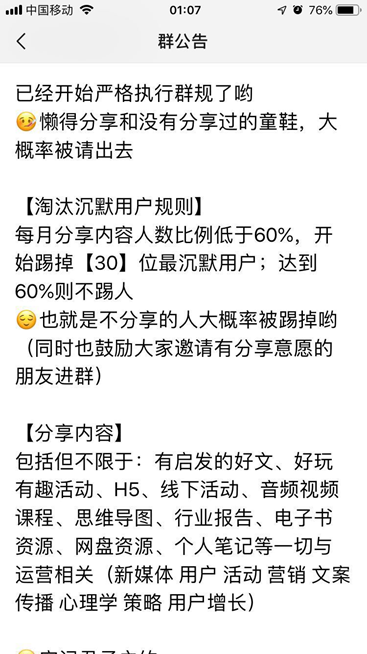 中国移动 01:07 76%
群公告
已经开始严格执行群规了哟
🤒懒得分享和没有分享过的童鞋，大
概率被请出去
【淘汰沉默用户规则】
每月分享内容人数比例低于60%，开
始踢掉【30】位最沉默用户；达到
60%则不踢人
😌也就是不分享的人大概率被踢掉哟
（同时也鼓励大家邀请有分享意愿的
朋友进群）
【分享内容】
包括但不限于：有启发的好文、好玩
有趣活动、H5、线下活动、音频视频
课程、思维导图、行业报告、电子书
资源、网盘资源、个人笔记等一切与
运营相关（新媒体 用户 活动 营销 文案
传播 心理学 策略 用户增长）